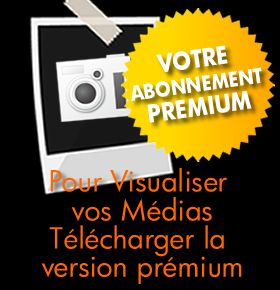 VOTRE
ABONNEMENT
PREMIUM
Pour Visualiser
vos Médias
Télécharger la
version prémium